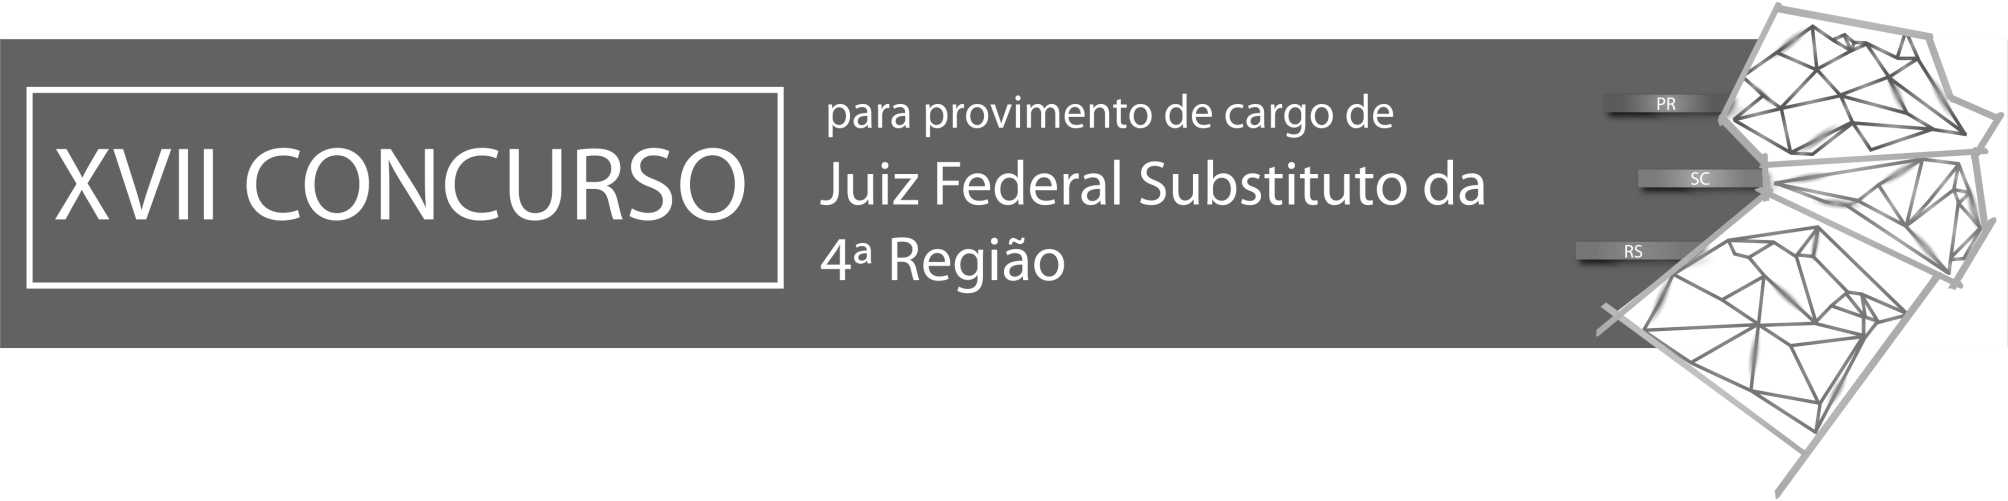 XVII CONCURSO
para provimento de cargo de
Juiz Federal Substituto da
4ª Região
PR
SC
RS